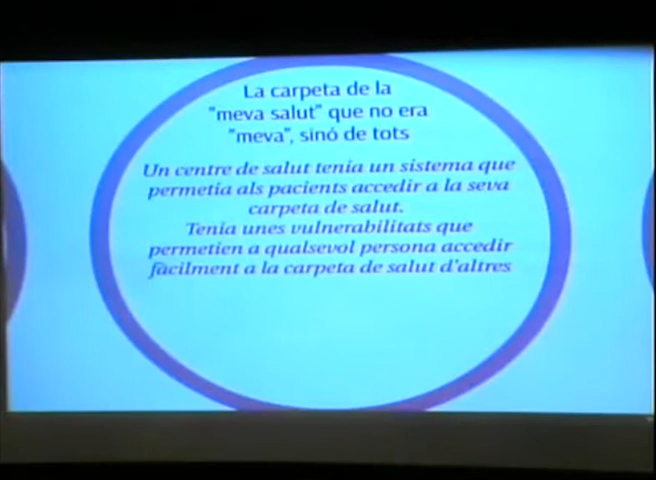 La carpeta de la
"meva salut" que no era
"meva", sinó de tots
Un centre de salut tenia un sistema que
permetia als pacients accedir a la seva
carpeta de salut.
Tenia unes vulnerabilitats que
permetien a qualsevol persona accedir
fàcilment a la carpeta de salut d'altres